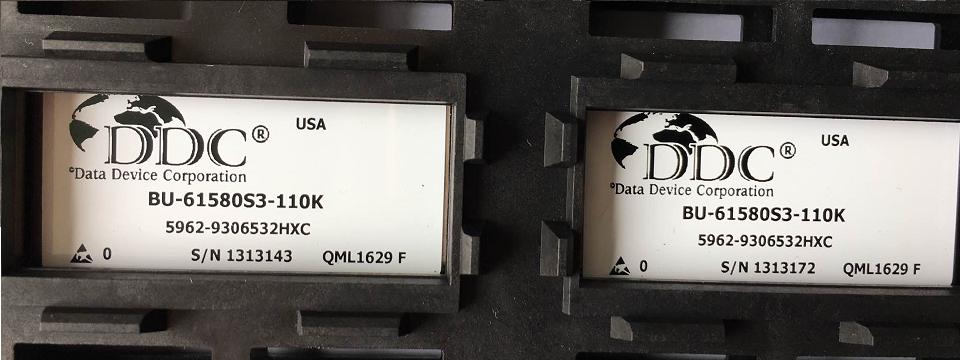 DDC® USA
©Data Device Corporation
BU-61580S3-110K
5962-9306532HXC
0 S/N 1313143 QML1629 F
DDC® USA
©Data Device Corporation
BU-61580S3-110K
5962-9306532HXC
0 S/N 1313172 QML1629 F